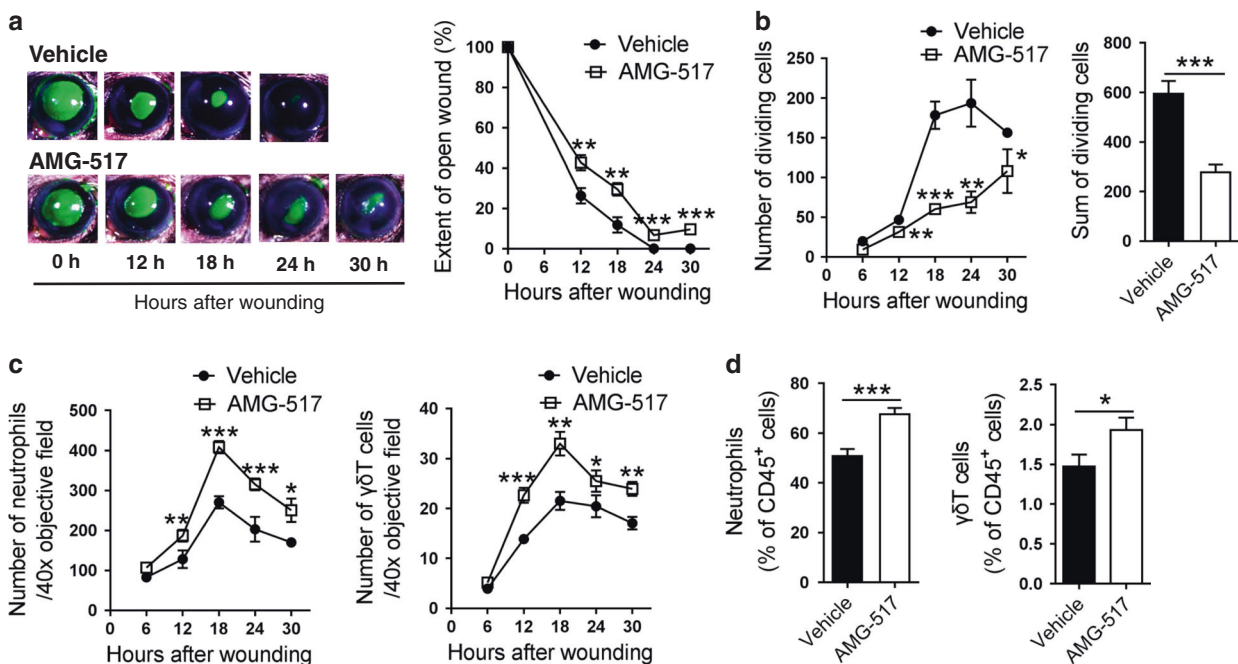 a
Vehicle
AMG-517
0 h 12 h 18 h 24 h 30 h
Hours after wounding
Extent of open wound (%)
100
80
60
40
20
0
Vehicle
AMG-517
**
**
***
***
0 6 12 18 24 30
Hours after wounding
b
Number of dividing cells
250
200
150
100
50
0
Vehicle
AMG-517
**
***
**
*
6 12 18 24 30
Hours after wounding
Sum of dividing cells
800
600
400
200
0
***
Vehicle
AMG-517
c
Number of neutrophils
/40x objective field
500
400
300
200
100
0
Vehicle
AMG-517
**
***
***
*
6 12 18 24 30
Hours after wounding
Number of γδT cells
/40x objective field
40
30
20
10
0
Vehicle
AMG-517
***
**
*
**
6 12 18 24 30
Hours after wounding
d
Neutrophils
(% of CD45+ cells)
80
60
40
20
0
***
Vehicle
AMG-517
γδT cells
(% of CD45+ cells)
2.5
2.0
1.5
1.0
0.5
0.0
*
Vehicle
AMG-517